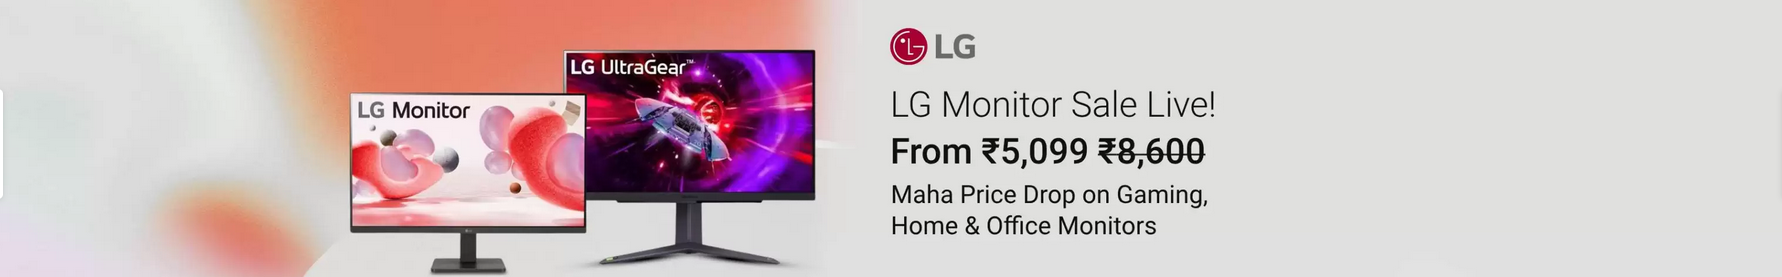 LG Monitor
LG UltraGear™
LG
LG Monitor Sale Live!
From ₹5,099 ₹8,600
Maha Price Drop on Gaming,
Home & Office Monitors